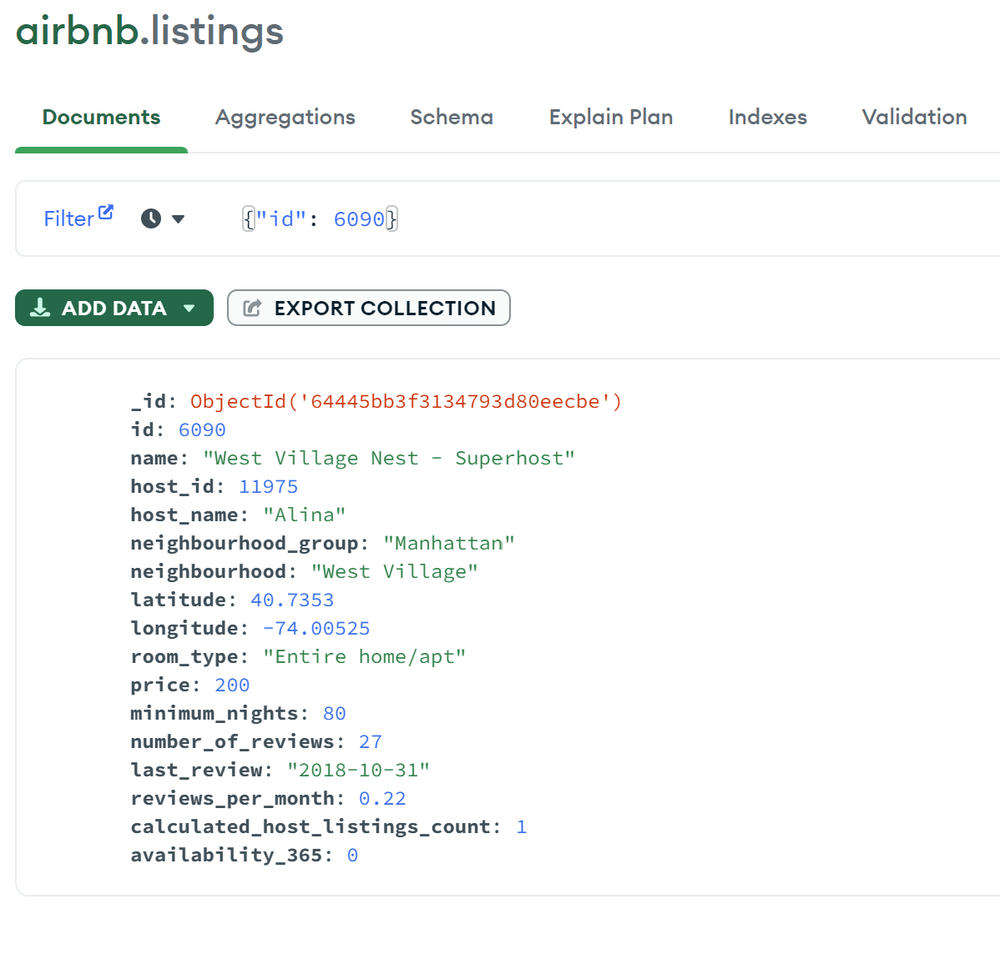 airbnb.listings
Documents Aggregations Schema Explain Plan Indexes Validation
Filter {"id": 6090}
ADD DATA EXPORT COLLECTION
_id: ObjectId('64445bb3f3134793d80eecbe')
id: 6090
name: "West Village Nest - Superhost"
host_id: 11975
host_name: "Alina"
neighbourhood_group: "Manhattan"
neighbourhood: "West Village"
latitude: 40.7353
longitude: -74.00525
room_type: "Entire home/apt"
price: 200
minimum_nights: 80
number_of_reviews: 27
last_review: "2018-10-31"
reviews_per_month: 0.22
calculated_host_listings_count: 1
availability_365: 0